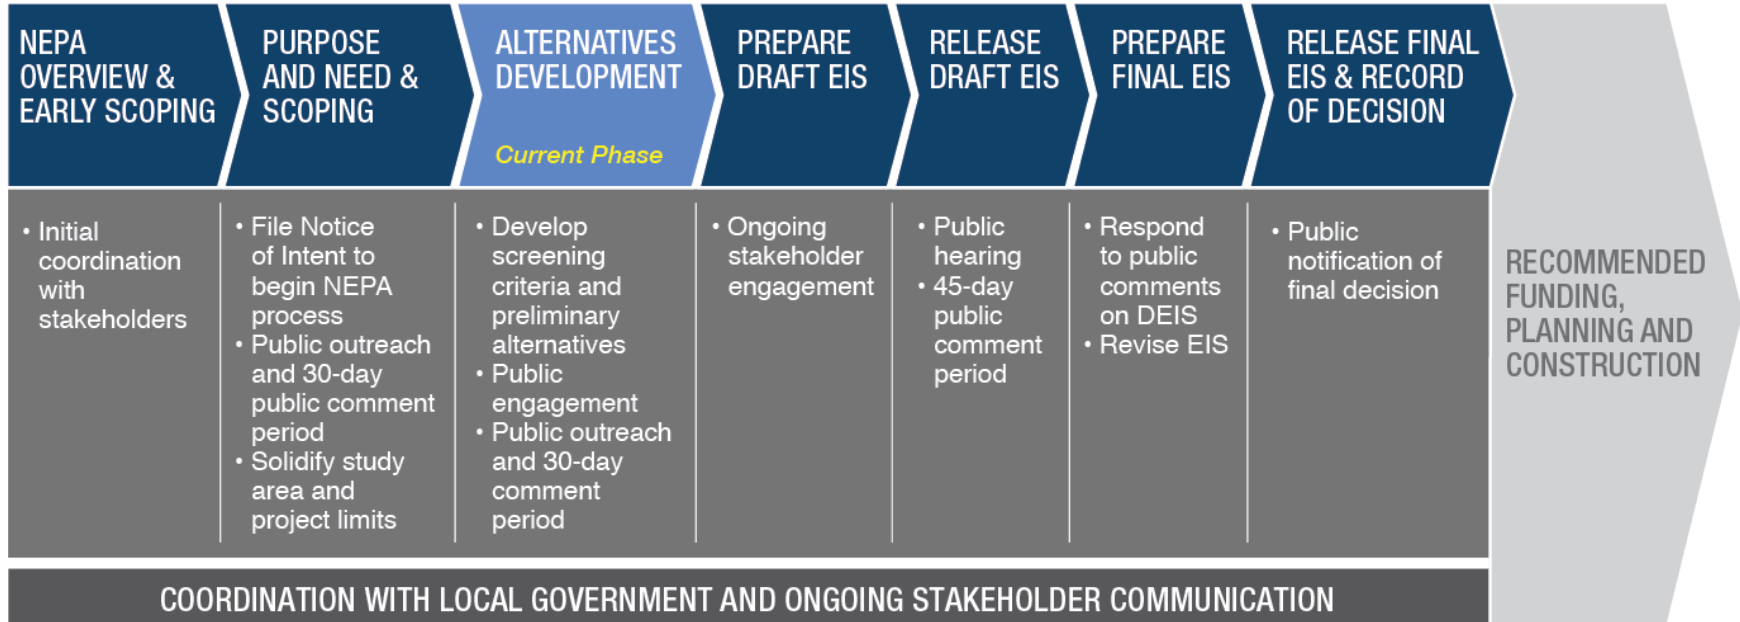 NEPA
OVERVIEW &
EARLY SCOPING
PURPOSE
AND NEED &
SCOPING
ALTERNATIVES
DEVELOPMENT
Current Phase
PREPARE
DRAFT EIS
RELEASE
DRAFT EIS
PREPARE
FINAL EIS
RELEASE FINAL
EIS & RECORD
OF DECISION
• Initial
coordination
with
stakeholders
• File Notice
of Intent to
begin NEPA
process
• Public outreach
and 30-day
public comment
period
• Solidify study
area and
project limits
• Develop
screening
criteria and
preliminary
alternatives
• Public
engagement
• Public outreach
and 30-day
comment
period
• Ongoing
stakeholder
engagement
• Public
hearing
• 45-day
public
comment
period
• Respond
to public
comments
on DEIS
• Revise EIS
• Public
notification of
final decision
RECOMMENDED
FUNDING,
PLANNING AND
CONSTRUCTION
COORDINATION WITH LOCAL GOVERNMENT AND ONGOING STAKEHOLDER COMMUNICATION